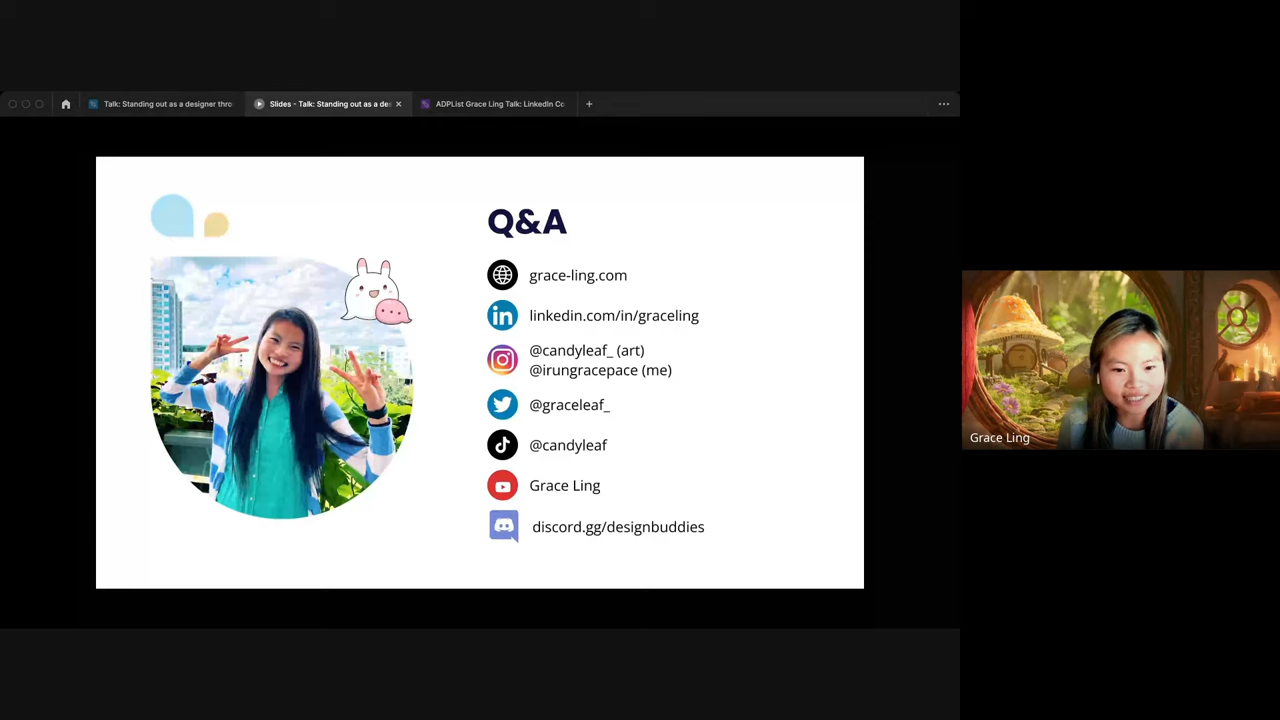 Talk: Standing out as a designer thro
Slides - Talk: Standing out as a des
ADPList Grace Ling Talk: LinkedIn Co
Q&A
grace-ling.com
linkedin.com/in/graceling
@candyleaf_ (art)
@irungracepace (me)
@graceleaf_
@candyleaf
Grace Ling
discord.gg/designbuddies
Grace Ling